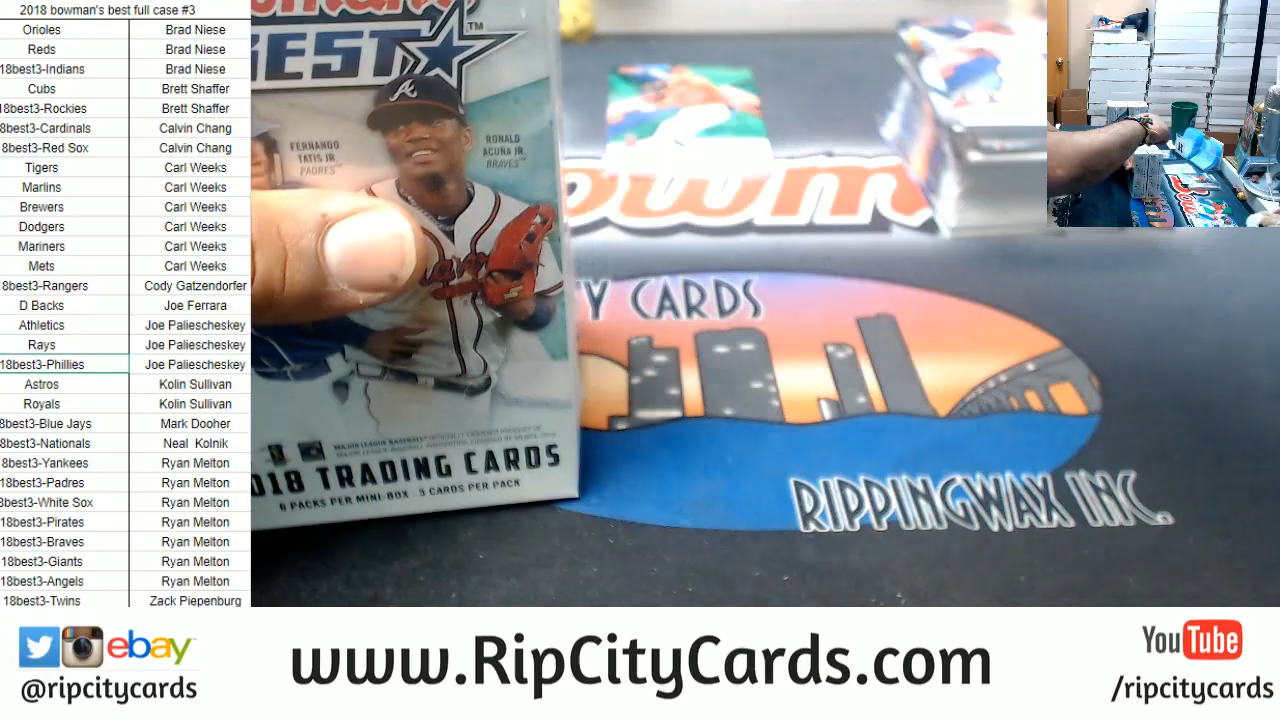 2018 bowman's best full case #3
Orioles Brad Niese
Reds Brad Niese
18best3-Indians Brad Niese
Cubs Brett Shaffer
18best3-Rockies Brett Shaffer
8best3-Cardinals Calvin Chang
8best3-Red Sox Calvin Chang
Tigers Carl Weeks
Marlins Carl Weeks
Brewers Carl Weeks
Dodgers Carl Weeks
Mariners Carl Weeks
Mets Carl Weeks
8best3-Rangers Cody Gatzendorfer
D Backs Joe Ferrara
Athletics Joe Paliescheskey
Rays Joe Paliescheskey
18best3-Phillies Joe Paliescheskey
Astros Kolin Sullivan
Royals Kolin Sullivan
8best3-Blue Jays Mark Dooher
8best3-Nationals Neal Kolnik
8best3-Yankees Ryan Melton
18best3-Padres Ryan Melton
8best3-White Sox Ryan Melton
18best3-Pirates Ryan Melton
18best3-Braves Ryan Melton
18best3-Giants Ryan Melton
18best3-Angels Ryan Melton
18best3-Twins Zack Piepenburg
BEST
TM
A
FERNANDO
TATIS JR.
PADRES
RONALD
ACUÑA JR.
BRAVES
2018 TRADING CARDS
6 PACKS PER MINI-BOX 5 CARDS PER PACK
Bowm
TY CARDS
RIPPINGWAX INC.
ebay
@ripcitycards
www.RipCityCards.com
YouTube
/ripcitycards